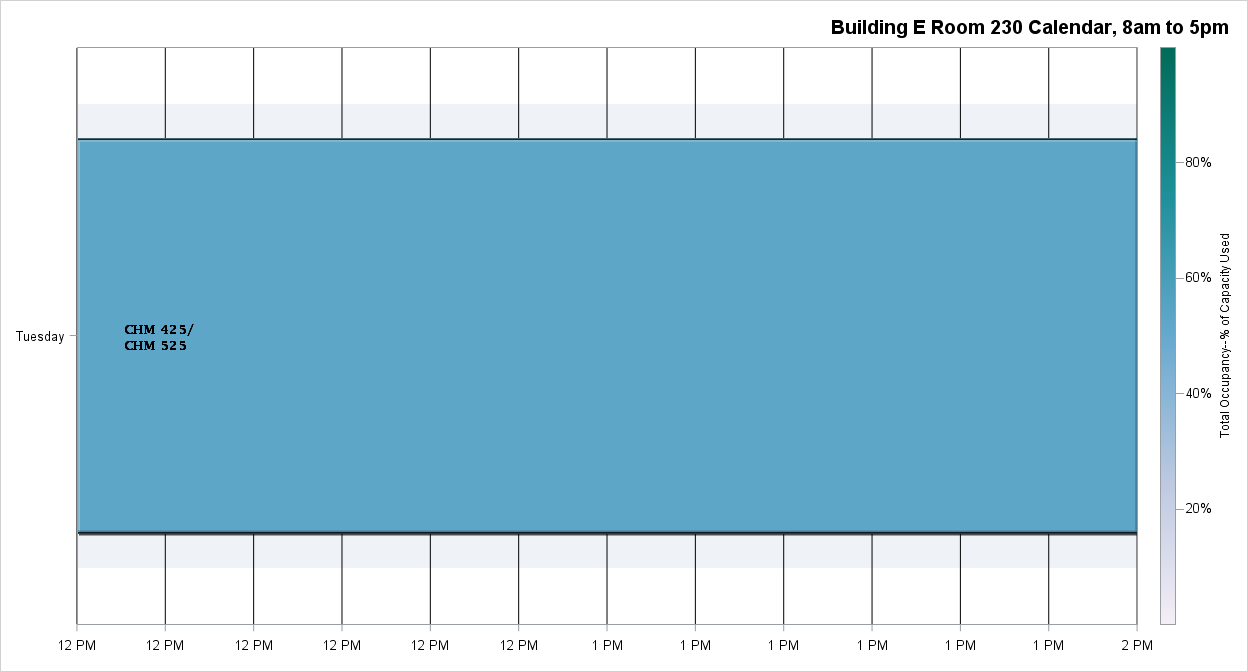 Building E Room 230 Calendar, 8am to 5pm
80%
60%
40%
20%
Total Occupancy--% of Capacity Used
Tuesday
CHM 425/
CHM 525
12 PM 12 PM 12 PM 12 PM 12 PM 12 PM 1 PM 1 PM 1 PM 1 PM 1 PM 1 PM 2 PM